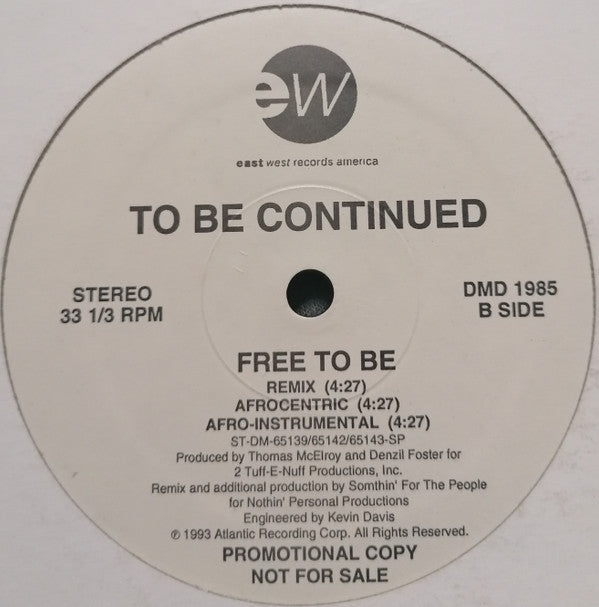 ew
east west records america
TO BE CONTINUED
STEREO
33 1/3 RPM
DMD 1985
B SIDE
FREE TO BE
REMIX (4:27)
AFROCENTRIC (4:27)
AFRO-INSTRUMENTAL (4:27)
ST-DM-65139/65142/65143-SP
Produced by Thomas McElroy and Denzil Foster for
2 Tuff-E-Nuff Productions, Inc.
Remix and additional production by Somthin' For The People
for Nothin' Personal Productions
Engineered by Kevin Davis
℗ 1993 Atlantic Recording Corp. All Rights Reserved.
PROMOTIONAL COPY
NOT FOR SALE